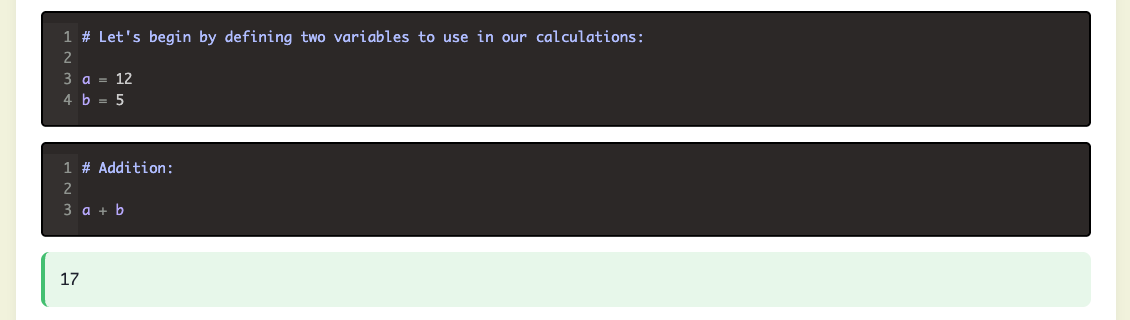 1 # Let's begin by defining two variables to use in our calculations:
2
3 a = 12
4 b = 5
1 # Addition:
2
3 a + b
17